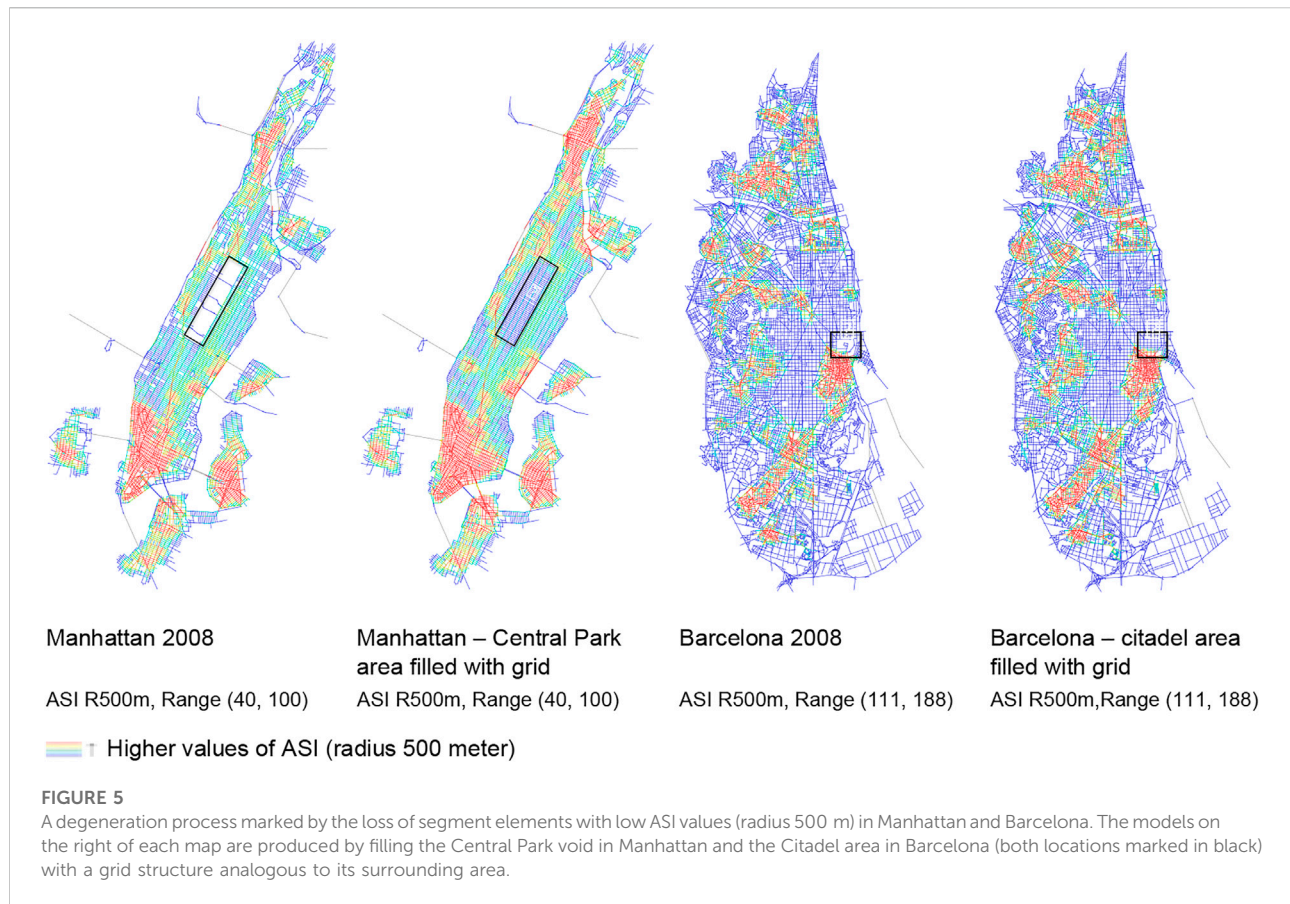 Manhattan 2008
ASI R500m, Range (40, 100)
Manhattan – Central Park
area filled with grid
ASI R500m, Range (40, 100)
Barcelona 2008
ASI R500m, Range (111, 188)
Barcelona – citadel area
filled with grid
ASI R500m,Range (111, 188)
Higher values of ASI (radius 500 meter)
FIGURE 5
A degeneration process marked by the loss of segment elements with low ASI values (radius 500 m) in Manhattan and Barcelona. The models on
the right of each map are produced by filling the Central Park void in Manhattan and the Citadel area in Barcelona (both locations marked in black)
with a grid structure analogous to its surrounding area.